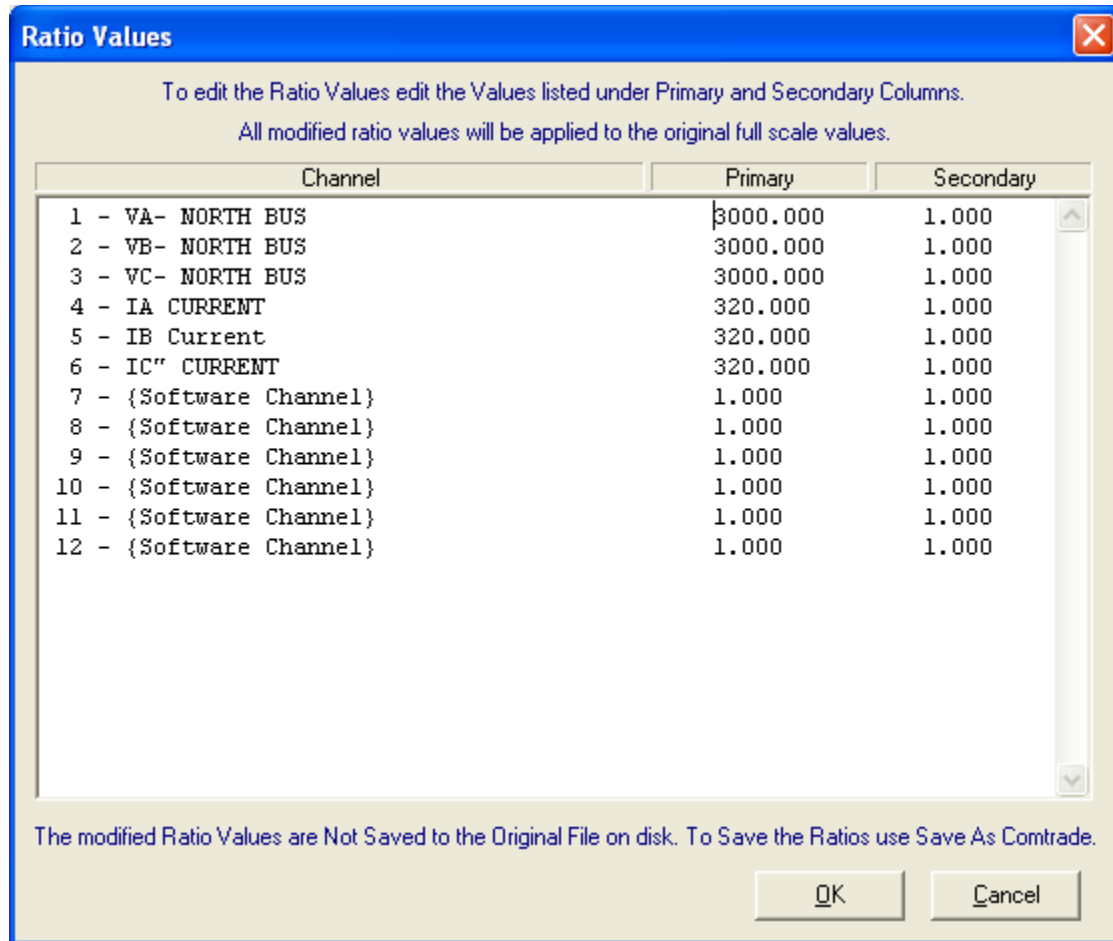 Ratio Values
To edit the Ratio Values edit the Values listed under Primary and Secondary Columns.
All modified ratio values will be applied to the original full scale values.
Channel Primary Secondary
1 - VA- NORTH BUS 3000.000 1.000
2 - VB- NORTH BUS 3000.000 1.000
3 - VC- NORTH BUS 3000.000 1.000
4 - IA CURRENT 320.000 1.000
5 - IB Current 320.000 1.000
6 - IC" CURRENT 320.000 1.000
7 - {Software Channel} 1.000 1.000
8 - {Software Channel} 1.000 1.000
9 - {Software Channel} 1.000 1.000
10 - {Software Channel} 1.000 1.000
11 - {Software Channel} 1.000 1.000
12 - {Software Channel} 1.000 1.000
The modified Ratio Values are Not Saved to the Original File on disk. To Save the Ratios use Save As Comtrade.
OK Cancel